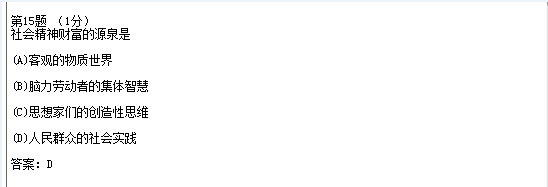 第15题 （1分）
社会精神财富的源泉是
(A)客观的物质世界
(B)脑力劳动者的集体智慧
(C)思想家们的创造性思维
(D)人民群众的社会实践
答案：D